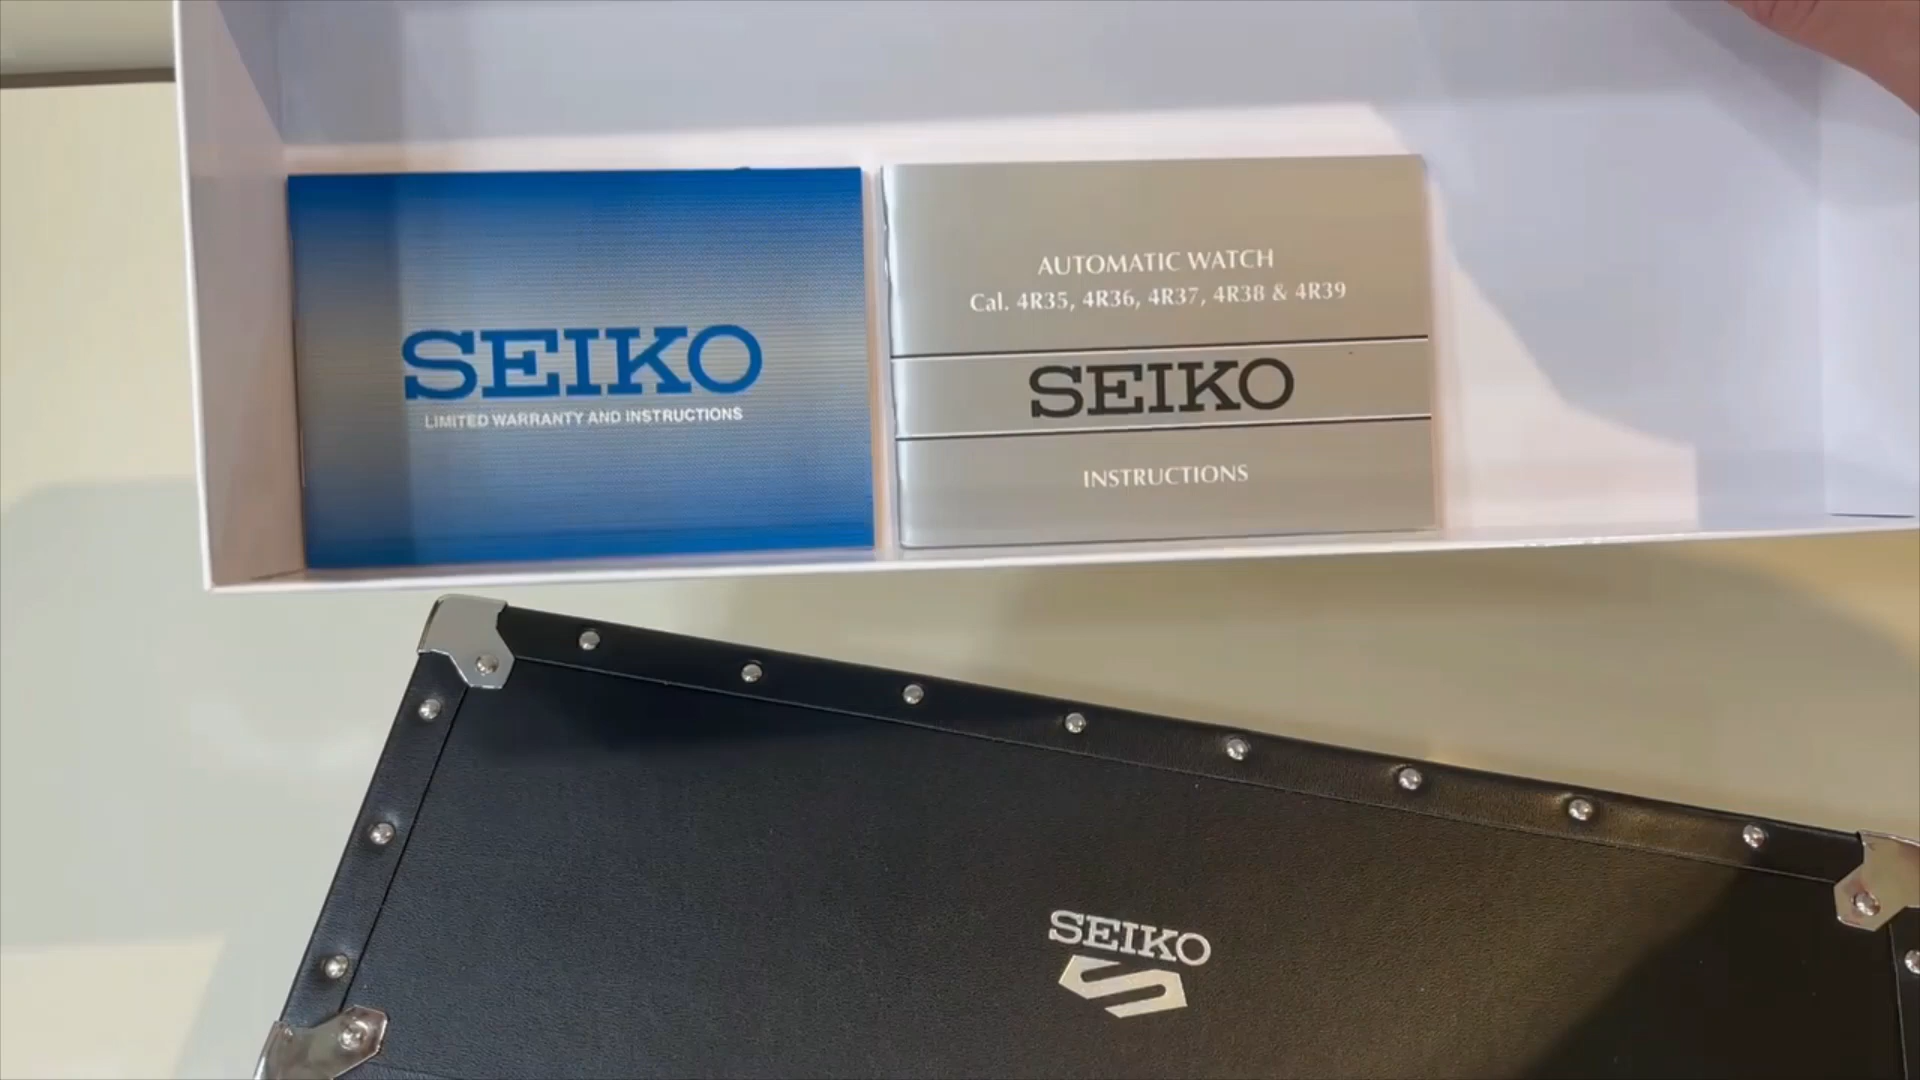 SEIKO
LIMITED WARRANTY AND INSTRUCTIONS
AUTOMATIC WATCH
Cal. 4R35, 4R36, 4R37, 4R38 & 4R39
SEIKO
INSTRUCTIONS
SEIKO